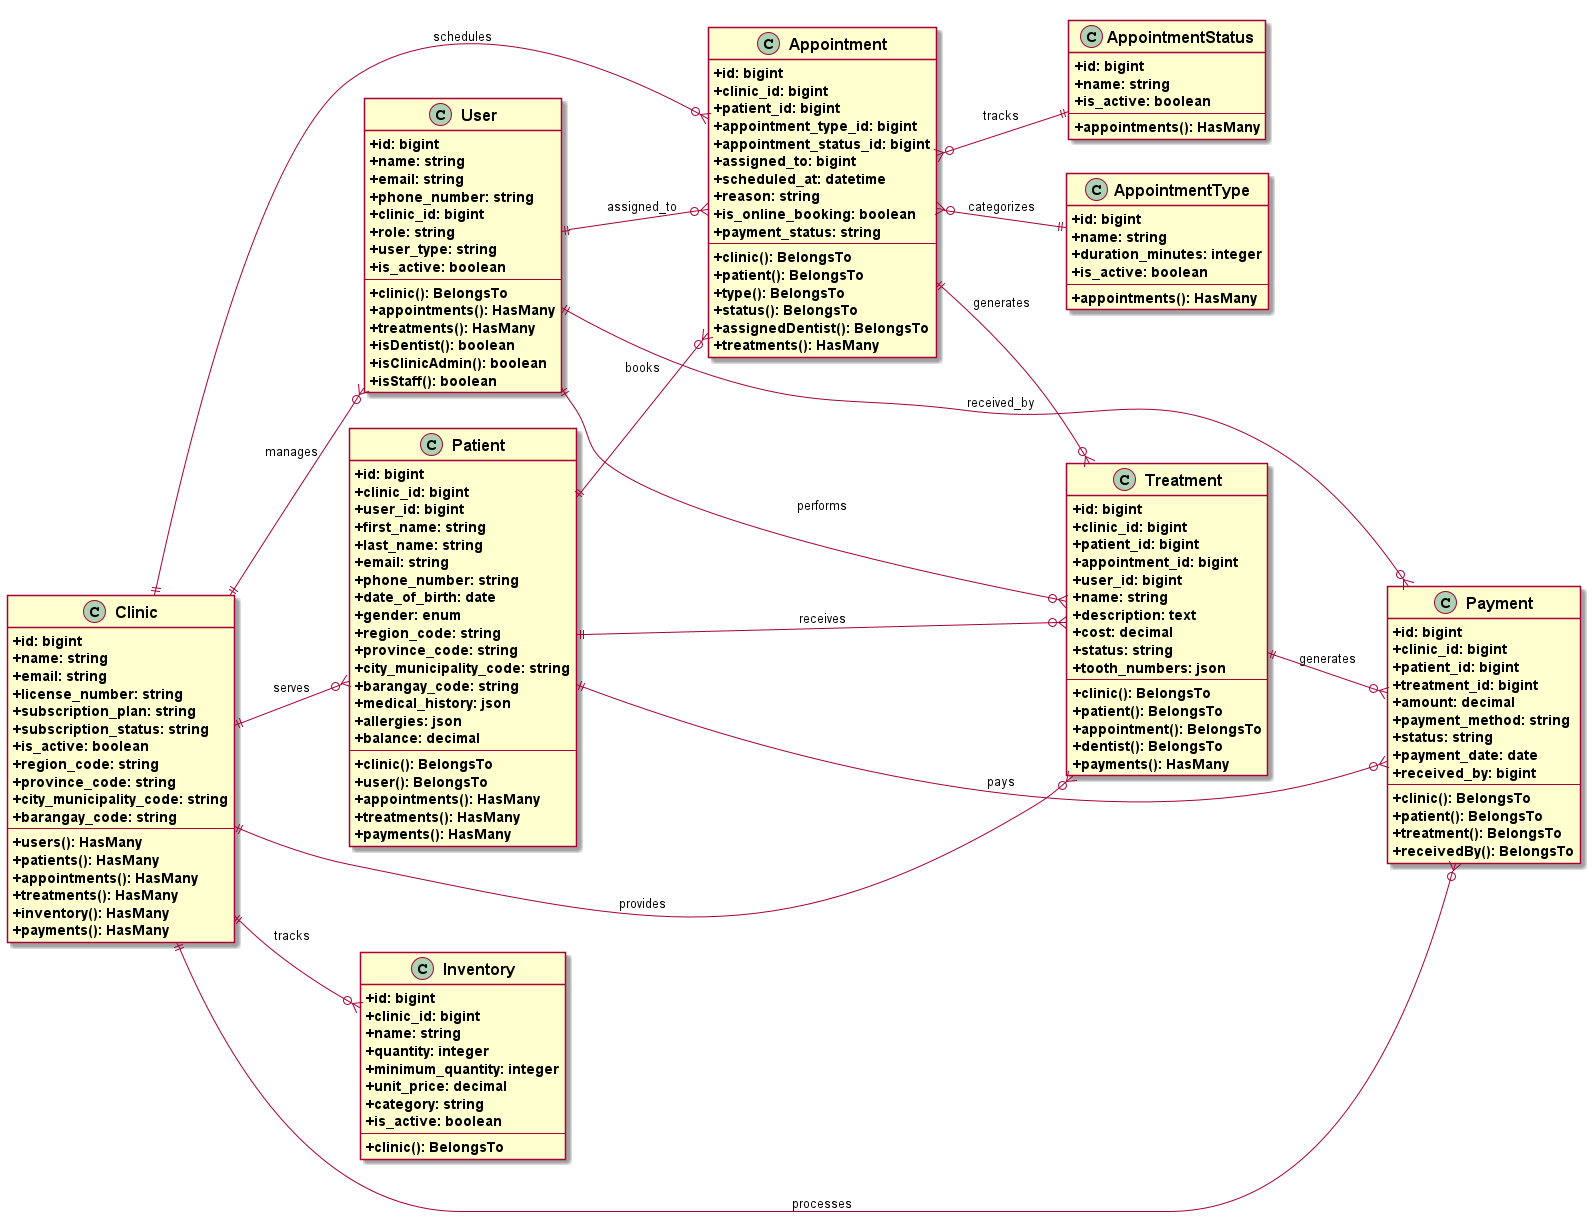 schedules
C Appointment
+id: bigint
+clinic_id: bigint
+patient_id: bigint
+appointment_type_id: bigint
+appointment_status_id: bigint
+assigned_to: bigint
+scheduled_at: datetime
+reason: string
+is_online_booking: boolean
+payment_status: string
+clinic(): BelongsTo
+patient(): BelongsTo
+type(): BelongsTo
+status(): BelongsTo
+assignedDentist(): BelongsTo
+treatments(): HasMany
C AppointmentStatus
+id: bigint
+name: string
+is_active: boolean
+appointments(): HasMany
tracks
C AppointmentType
+id: bigint
+name: string
+duration_minutes: integer
+is_active: boolean
+appointments(): HasMany
categorizes
C User
+id: bigint
+name: string
+email: string
+phone_number: string
+clinic_id: bigint
+role: string
+user_type: string
+is_active: boolean
+clinic(): BelongsTo
+appointments(): HasMany
+treatments(): HasMany
+isDentist(): boolean
+isClinicAdmin(): boolean
+isStaff(): boolean
assigned_to
generates
books
received_by
manages
performs
C Patient
+id: bigint
+clinic_id: bigint
+user_id: bigint
+first_name: string
+last_name: string
+email: string
+phone_number: string
+date_of_birth: date
+gender: enum
+region_code: string
+province_code: string
+city_municipality_code: string
+barangay_code: string
+medical_history: json
+allergies: json
+balance: decimal
+clinic(): BelongsTo
+user(): BelongsTo
+appointments(): HasMany
+treatments(): HasMany
+payments(): HasMany
C Treatment
+id: bigint
+clinic_id: bigint
+patient_id: bigint
+appointment_id: bigint
+user_id: bigint
+name: string
+description: text
+cost: decimal
+status: string
+tooth_numbers: json
+clinic(): BelongsTo
+patient(): BelongsTo
+appointment(): BelongsTo
+dentist(): BelongsTo
+payments(): HasMany
receives
generates
C Payment
+id: bigint
+clinic_id: bigint
+patient_id: bigint
+treatment_id: bigint
+amount: decimal
+payment_method: string
+status: string
+payment_date: date
+received_by: bigint
+clinic(): BelongsTo
+patient(): BelongsTo
+treatment(): BelongsTo
+receivedBy(): BelongsTo
C Clinic
+id: bigint
+name: string
+email: string
+license_number: string
+subscription_plan: string
+subscription_status: string
+is_active: boolean
+region_code: string
+province_code: string
+city_municipality_code: string
+barangay_code: string
+users(): HasMany
+patients(): HasMany
+appointments(): HasMany
+treatments(): HasMany
+inventory(): HasMany
+payments(): HasMany
serves
pays
provides
tracks
C Inventory
+id: bigint
+clinic_id: bigint
+name: string
+quantity: integer
+minimum_quantity: integer
+unit_price: decimal
+category: string
+is_active: boolean
+clinic(): BelongsTo
processes